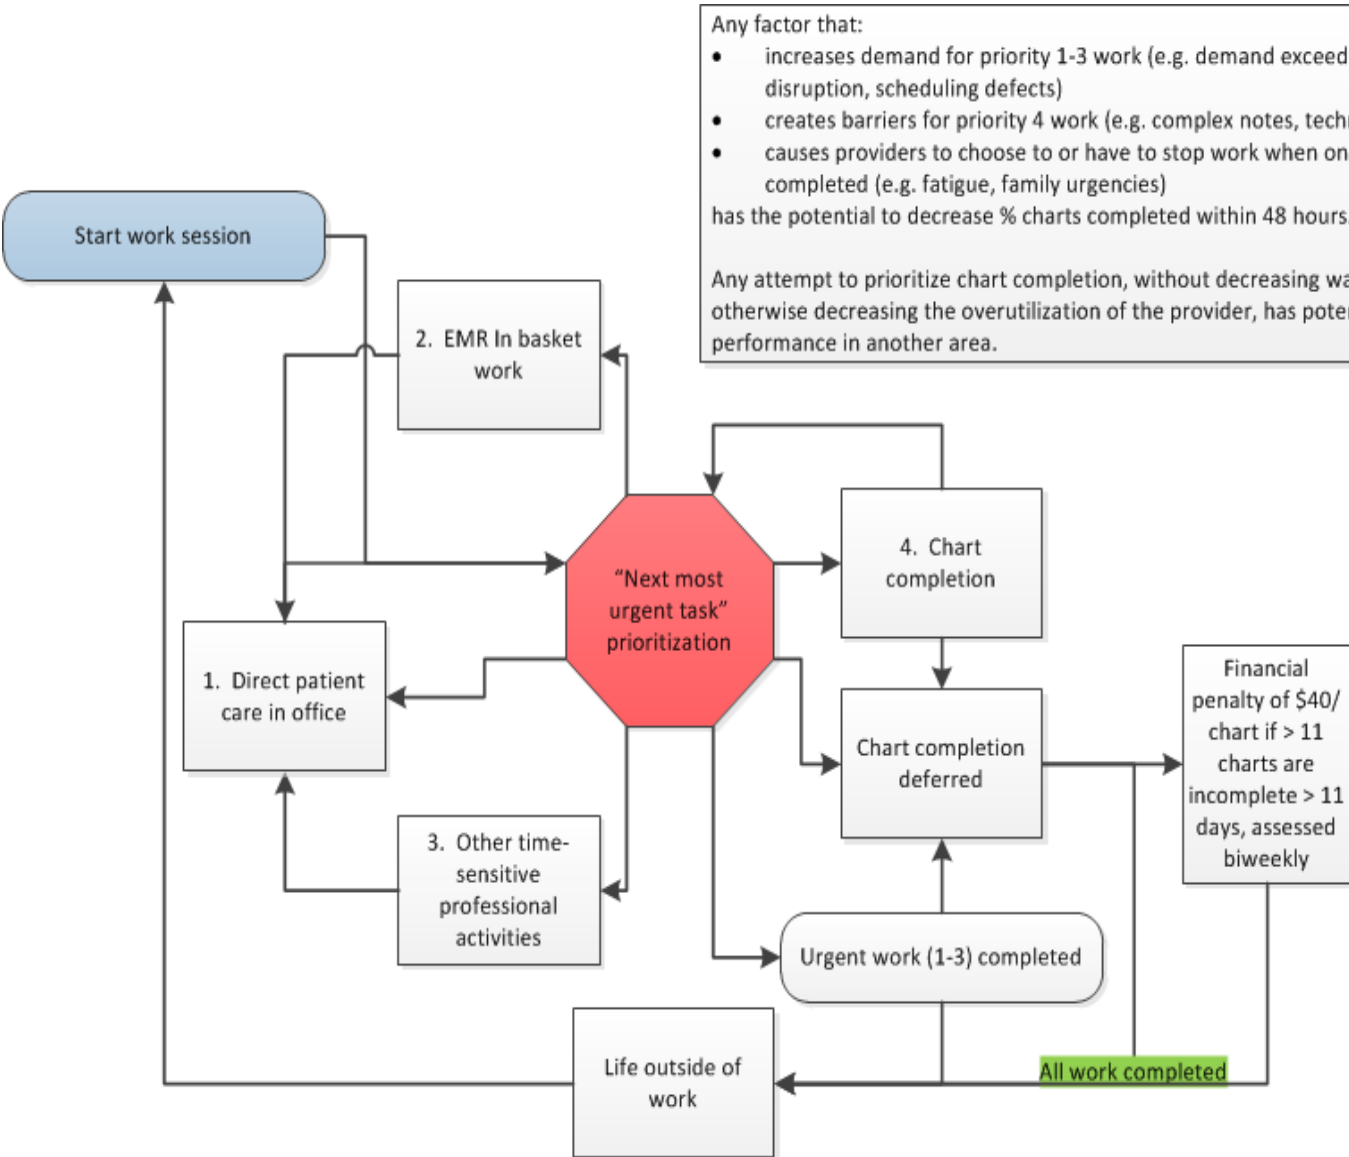 Any factor that:
• increases demand for priority 1-3 work (e.g. demand exceed
disruption, scheduling defects)
• creates barriers for priority 4 work (e.g. complex notes, techr
• causes providers to choose to or have to stop work when on
completed (e.g. fatigue, family urgencies)
has the potential to decrease % charts completed within 48 hours.
Any attempt to prioritize chart completion, without decreasing wa
otherwise decreasing the overutilization of the provider, has poter
performance in another area.
Start work session
2. EMR In basket
work
4. Chart
completion
“Next most
urgent task”
prioritization
1. Direct patient
care in office
Financial
penalty of $40/
chart if > 11
charts are
incomplete > 11
days, assessed
biweekly
Chart completion
deferred
3. Other time-
sensitive
professional
activities
Urgent work (1-3) completed
Life outside of
work
All work completed